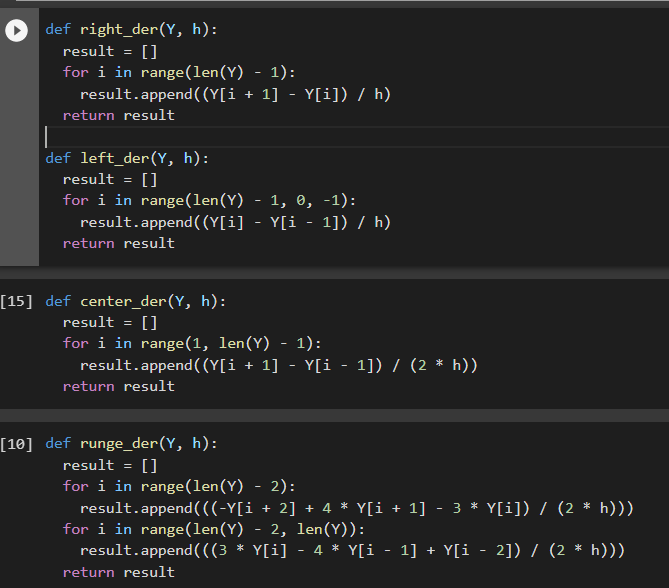 def right_der(Y, h):
  result = []
  for i in range(len(Y) - 1):
    result.append((Y[i + 1] - Y[i]) / h)
  return result

def left_der(Y, h):
  result = []
  for i in range(len(Y) - 1, 0, -1):
    result.append((Y[i] - Y[i - 1]) / h)
  return result

[15] def center_der(Y, h):
  result = []
  for i in range(1, len(Y) - 1):
    result.append((Y[i + 1] - Y[i - 1]) / (2 * h))
  return result

[10] def runge_der(Y, h):
  result = []
  for i in range(len(Y) - 2):
    result.append(((-Y[i + 2] + 4 * Y[i + 1] - 3 * Y[i]) / (2 * h)))
  for i in range(len(Y) - 2, len(Y)):
    result.append(((3 * Y[i] - 4 * Y[i - 1] + Y[i - 2]) / (2 * h)))
  return result